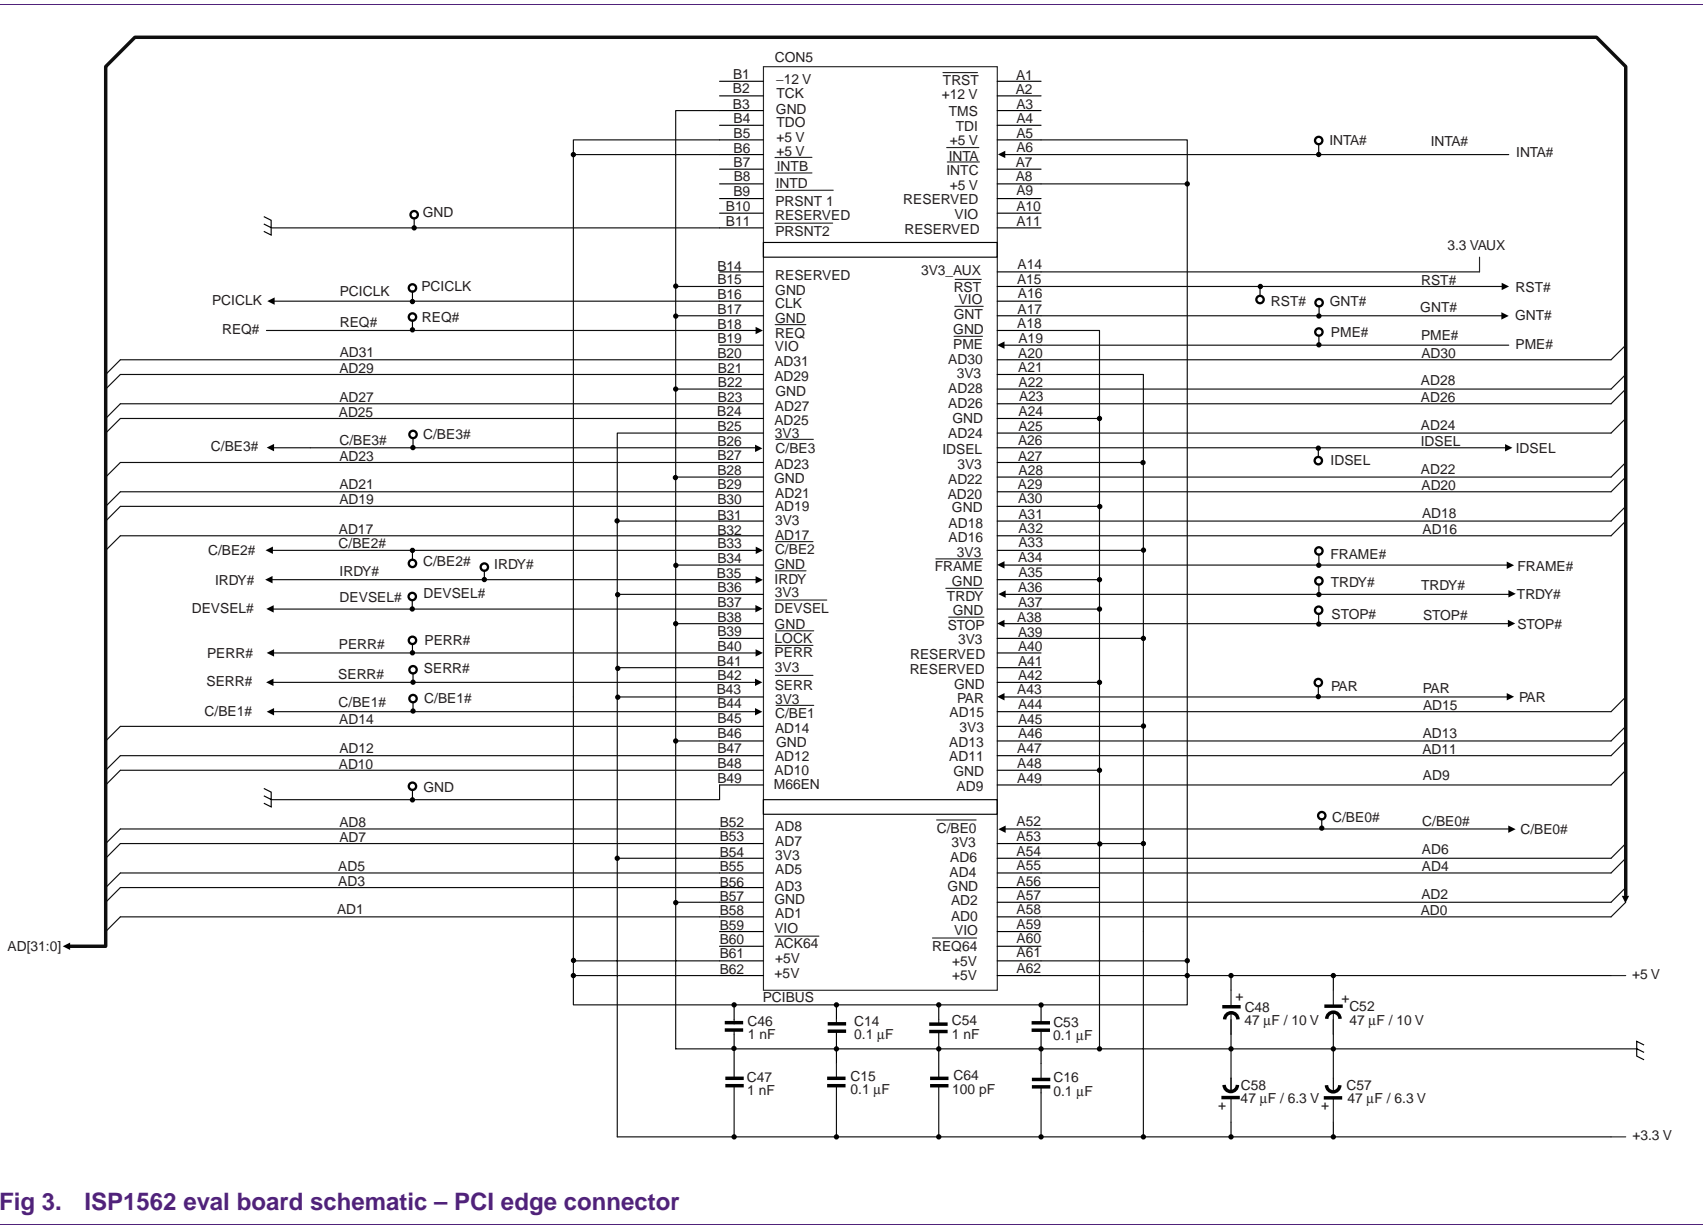 CON5
B1 −12 V TRST A1
B2 TCK +12 V A2
B3 GND TMS A3
B4 TDO TDI A4
B5 +5 V +5 V A5
B6 +5 V INTA A6 INTA# INTA# INTA#
B7 INTB INTC A7
B8 INTD +5 V A8
B9 PRSNT 1 RESERVED A9
B10 RESERVED VIO A10
GND B11 PRSNT2 RESERVED A11
3.3 VAUX
B14 RESERVED 3V3_AUX A14
B15 GND RST A15 RST# RST# RST#
PCICLK PCICLK PCICLK B16 CLK VIO A16
B17 GND GNT A17 GNT# GNT# GNT#
REQ# REQ# REQ# B18 REQ GND A18
B19 VIO PME A19 PME# PME# PME#
AD31 B20 AD31 AD30 A20 AD30
AD29 B21 AD29 3V3 A21
B22 GND AD28 A22 AD28
AD27 B23 AD27 AD26 A23 AD26
AD25 B24 AD25 GND A24
B25 3V3 AD24 A25 AD24
C/BE3# C/BE3# C/BE3# B26 C/BE3 IDSEL A26 IDSEL IDSEL IDSEL
AD23 B27 AD23 3V3 A27
B28 GND AD22 A28 AD22
AD21 B29 AD21 AD20 A29 AD20
AD19 B30 AD19 GND A30
B31 3V3 AD18 A31 AD18
AD17 B32 AD17 AD16 A32 AD16
C/BE2# C/BE2# C/BE2# B33 C/BE2 3V3 A33
B34 GND FRAME A34 FRAME# FRAME#
IRDY# IRDY# IRDY# B35 IRDY GND A35
B36 3V3 TRDY A36 TRDY# TRDY# TRDY#
DEVSEL# DEVSEL# DEVSEL# B37 DEVSEL GND A37
B38 GND STOP A38 STOP# STOP# STOP#
B39 LOCK 3V3 A39
PERR# PERR# PERR# B40 PERR RESERVED A40
B41 3V3 RESERVED A41
SERR# SERR# SERR# B42 SERR GND A42
B43 3V3 PAR A43 PAR PAR PAR
C/BE1# C/BE1# C/BE1# B44 C/BE1 AD15 A44 AD15
AD14 B45 AD14 3V3 A45
B46 GND AD13 A46 AD13
AD12 B47 AD12 AD11 A47 AD11
AD10 B48 AD10 GND A48
GND B49 M66EN AD9 A49 AD9
AD8 B52 AD8 C/BE0 A52 C/BE0# C/BE0# C/BE0#
AD7 B53 AD7 3V3 A53
B54 3V3 AD6 A54 AD6
AD5 B55 AD5 AD4 A55 AD4
AD3 B56 AD3 GND A56
B57 GND AD2 A57 AD2
AD1 B58 AD1 AD0 A58 AD0
B59 VIO VIO A59
AD[31:0] B60 ACK64 REQ64 A60
B61 +5V +5V A61
B62 +5V +5V A62 +5 V
PCIBUS
C46 1 nF
C14 0.1 µF
C54 1 nF
C53 0.1 µF
+ C48 47 µF / 10 V
+ C52 47 µF / 10 V
C47 1 nF
C15 0.1 µF
C64 100 pF
C16 0.1 µF
C58 47 µF / 6.3 V +
C57 47 µF / 6.3 V +
+3.3 V
Fig 3. ISP1562 eval board schematic – PCI edge connector